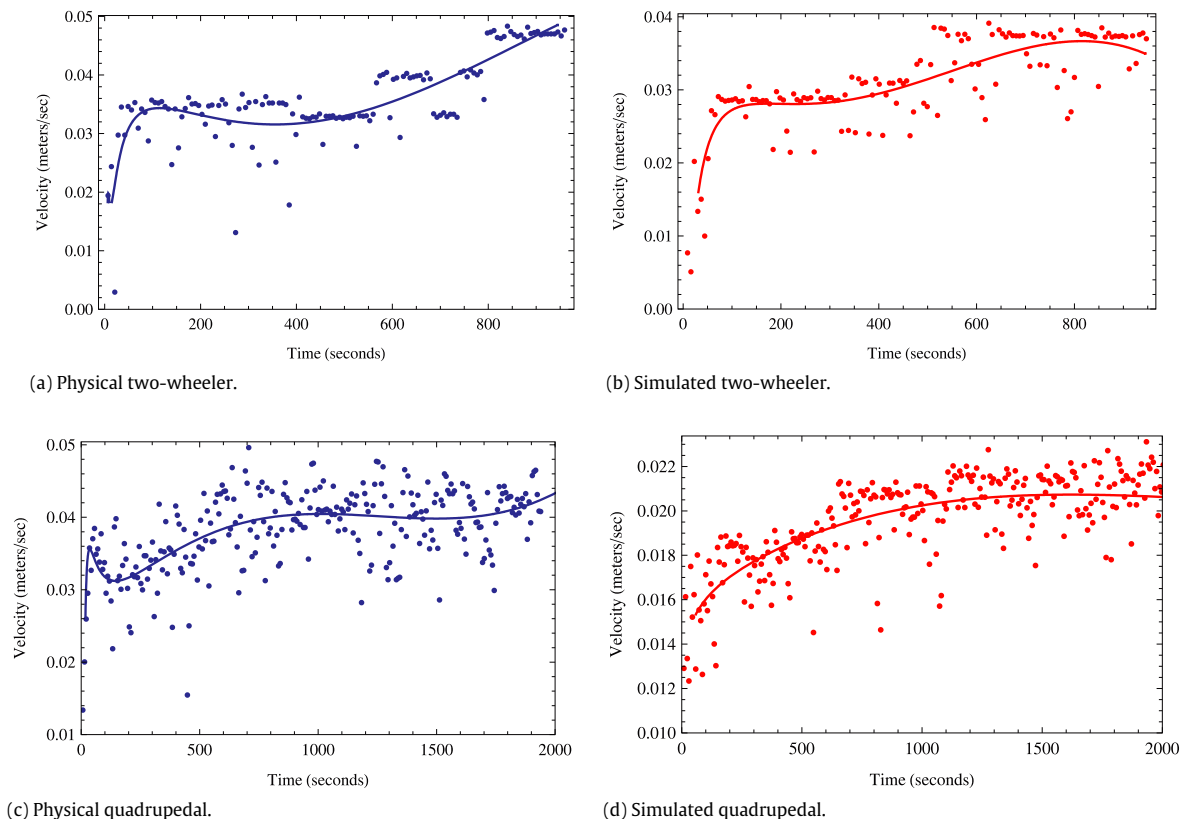 0.05
0.04
0.03
0.02
0.01
0.00
Velocity (meters/sec)
0 200 400 600 800
Time (seconds)
(a) Physical two-wheeler.
0.04
0.03
0.02
0.01
0.00
Velocity (meters/sec)
0 200 400 600 800
Time (seconds)
(b) Simulated two-wheeler.
0.05
0.04
0.03
0.02
0.01
Velocity (meters/sec)
0 500 1000 1500 2000
Time (seconds)
(c) Physical quadrupedal.
0.022
0.020
0.018
0.016
0.014
0.012
0.010
Velocity (meters/sec)
0 500 1000 1500 2000
Time (seconds)
(d) Simulated quadrupedal.